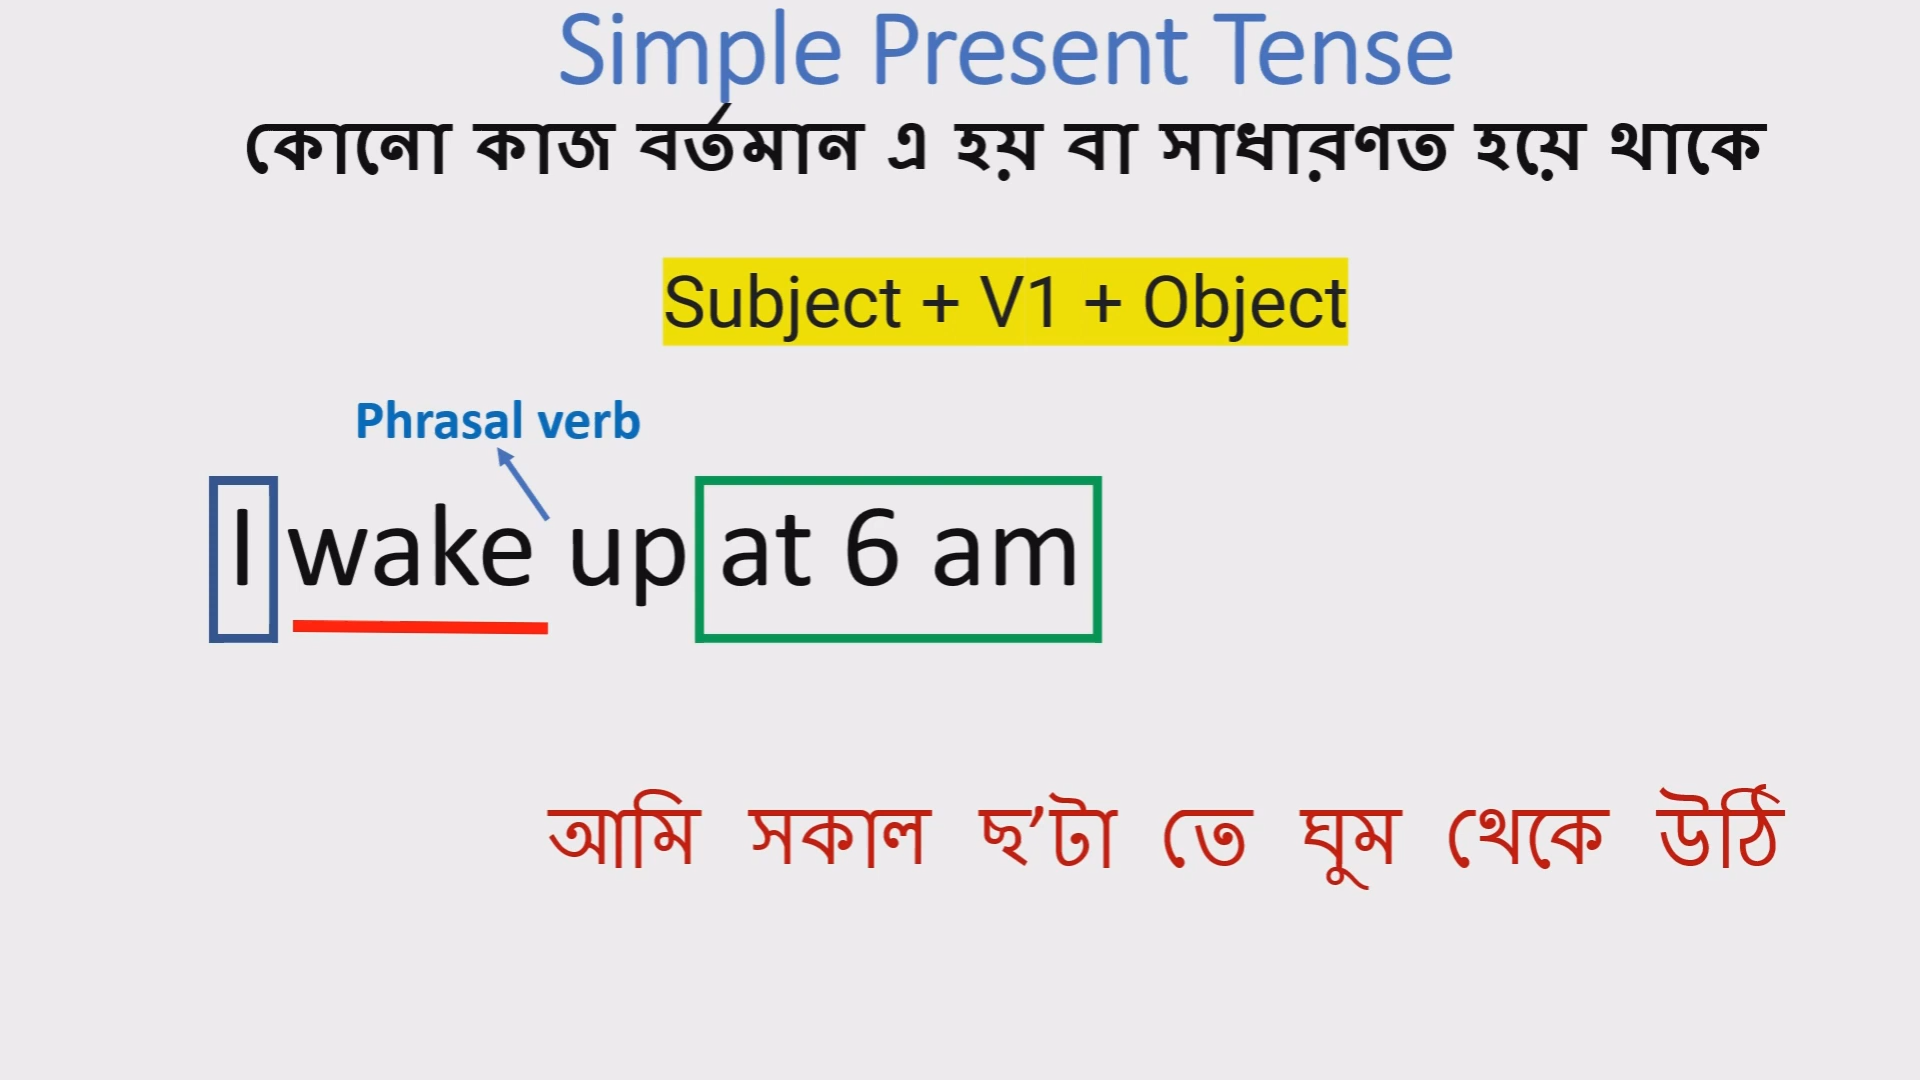 Simple Present Tense
কোনো কাজ বর্তমান এ হয় বা সাধারণত হয়ে থাকে
Subject + V1 + Object
Phrasal verb
I wake up at 6 am
আমি সকাল ছ’টা তে ঘুম থেকে উঠি